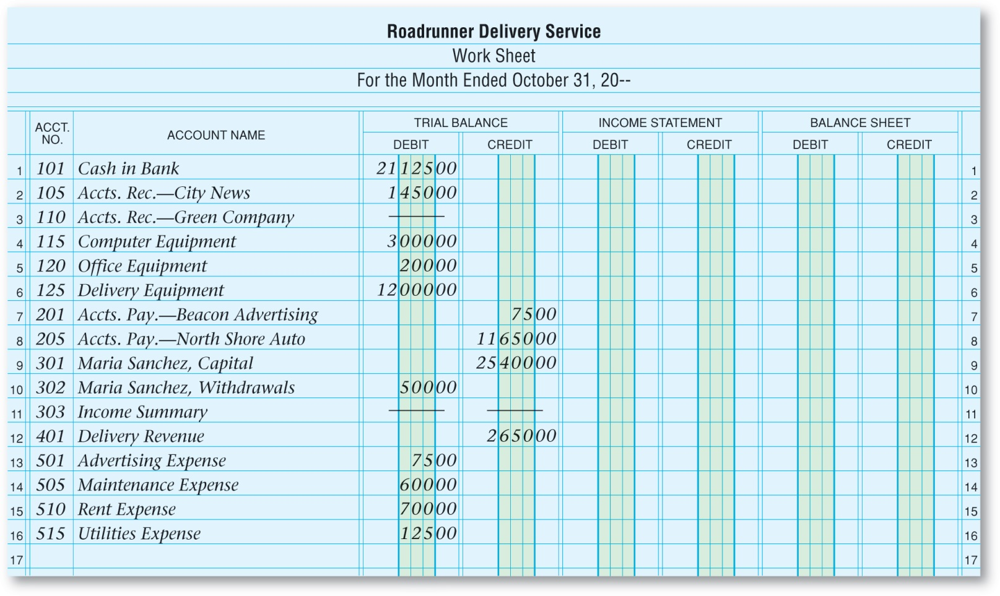 Roadrunner Delivery Service
Work Sheet
For the Month Ended October 31, 20--
ACCT. NO. ACCOUNT NAME TRIAL BALANCE INCOME STATEMENT BALANCE SHEET
DEBIT CREDIT DEBIT CREDIT DEBIT CREDIT
1 101 Cash in Bank 2112500 1
2 105 Accts. Rec.—City News 145000 2
3 110 Accts. Rec.—Green Company —— 3
4 115 Computer Equipment 300000 4
5 120 Office Equipment 20000 5
6 125 Delivery Equipment 1200000 6
7 201 Accts. Pay.—Beacon Advertising 7500 7
8 205 Accts. Pay.—North Shore Auto 1165000 8
9 301 Maria Sanchez, Capital 2540000 9
10 302 Maria Sanchez, Withdrawals 50000 10
11 303 Income Summary —— —— 11
12 401 Delivery Revenue 265000 12
13 501 Advertising Expense 7500 13
14 505 Maintenance Expense 60000 14
15 510 Rent Expense 70000 15
16 515 Utilities Expense 12500 16
17 17